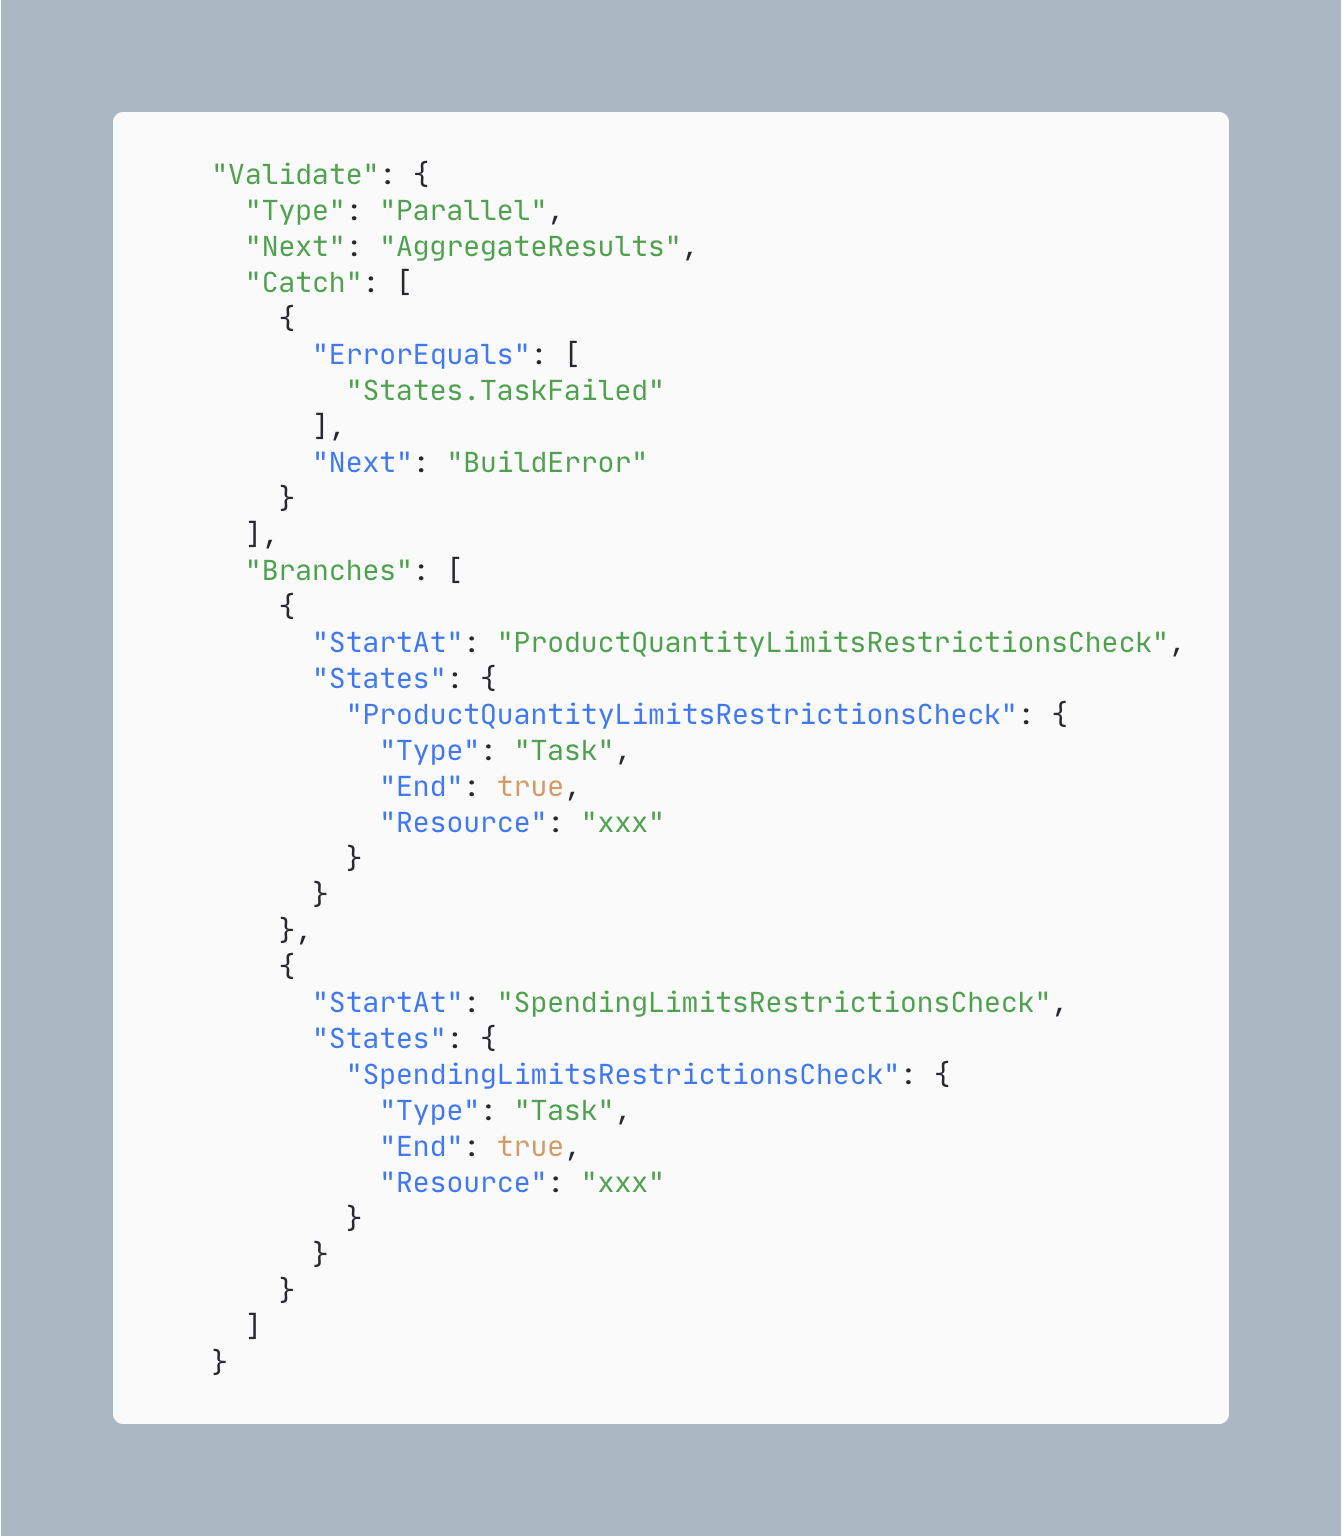 "Validate": {
  "Type": "Parallel",
  "Next": "AggregateResults",
  "Catch": [
    {
      "ErrorEquals": [
        "States.TaskFailed"
      ],
      "Next": "BuildError"
    }
  ],
  "Branches": [
    {
      "StartAt": "ProductQuantityLimitsRestrictionsCheck",
      "States": {
        "ProductQuantityLimitsRestrictionsCheck": {
          "Type": "Task",
          "End": true,
          "Resource": "xxx"
        }
      }
    },
    {
      "StartAt": "SpendingLimitsRestrictionsCheck",
      "States": {
        "SpendingLimitsRestrictionsCheck": {
          "Type": "Task",
          "End": true,
          "Resource": "xxx"
        }
      }
    }
  ]
}